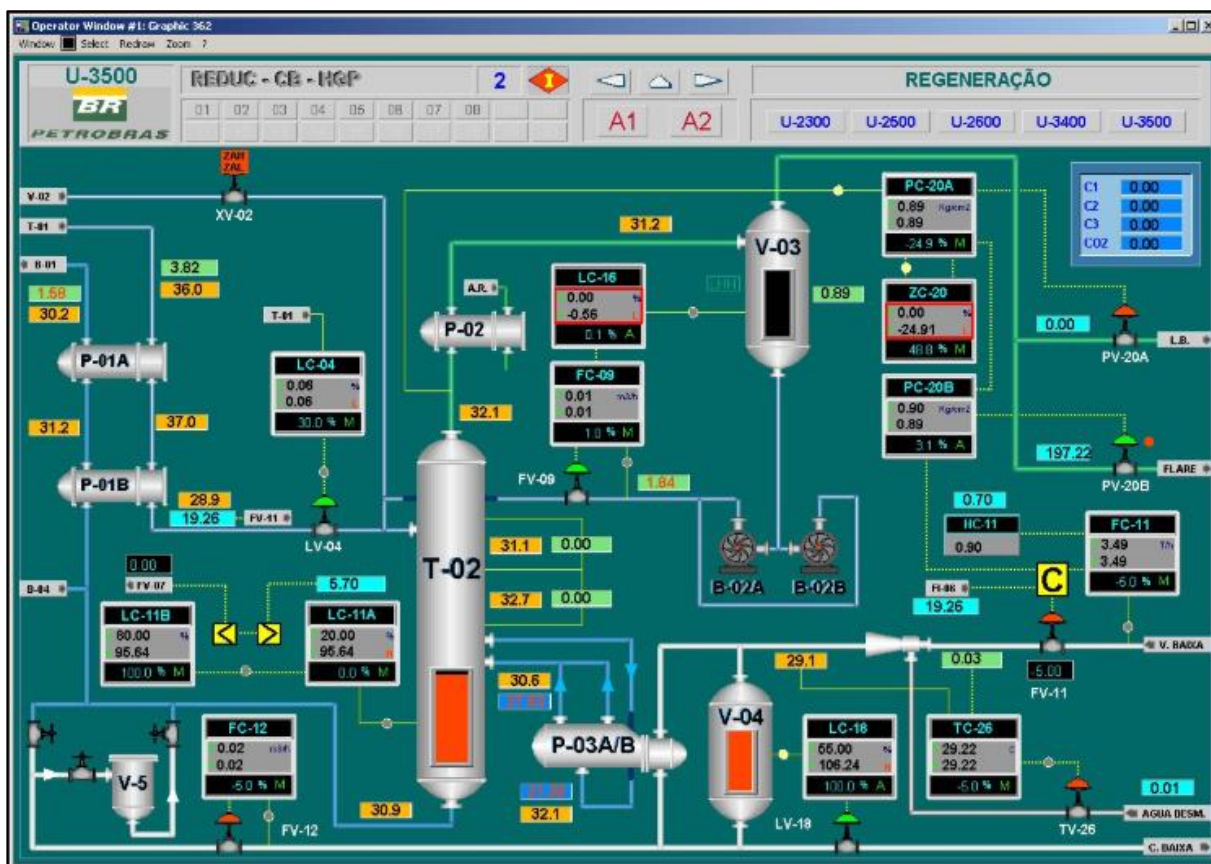 Operator Window #1: Graphic 362
Window Select Redraw Zoom ?
U-3500
BR
PETROBRAS
REDUC - CB - HGP
2
I
01 02 03 04 05 06 07 08
A1 A2
REGENERAÇÃO
U-2300 U-2500 U-2600 U-3400 U-3500
ZAH
ZAL
XV-02
V-02
T-01
B-01
1.58
30.2
3.82
36.0
P-01A
31.2
37.0
P-01B
28.9
19.26
FV-11
T-01
LC-04
0.06 %
0.06 L
30.0 % M
LV-04
A.R.
P-02
31.2
32.1
LC-16
0.00 %
-0.56 L
0.1 % A
FC-09
0.01 m3/h
0.01
1.0 % M
FV-09
1.84
V-03
0.89
PC-20A
0.89 Kg/cm2
0.89
-24.9 % M
ZC-20
0.00 %
-24.91 L
48.8 % M
PC-20B
0.90 Kg/cm2
0.89
3.1 % A
C1 0.00
C2 0.00
C3 0.00
CO2 0.00
0.00
PV-20A
L.B.
197.22
PV-20B
FLARE
T-02
31.1 0.00
32.7 0.00
B-02A
B-02B
0.70
HC-11
0.90
FC-11
3.49 T/h
3.49
-5.0 % M
C
FI-06
19.26
-5.00
FV-11
V. BAIXA
0.00
FV-07
5.70
B-04
LC-11B
80.00 %
95.64
100.0 % M
< >
LC-11A
20.00 %
95.64 H
0.0 % M
30.6
P-03A/B
32.1
29.1
0.03
V-04
LC-18
55.00 %
106.24 H
100.0 % A
LV-18
TC-26
29.22 C
29.22
-5.0 % M
0.01
AGUA DESM.
TV-26
V-5
FC-12
0.02 m3/h
0.02
-5.0 % M
FV-12
30.9
C. BAIXA